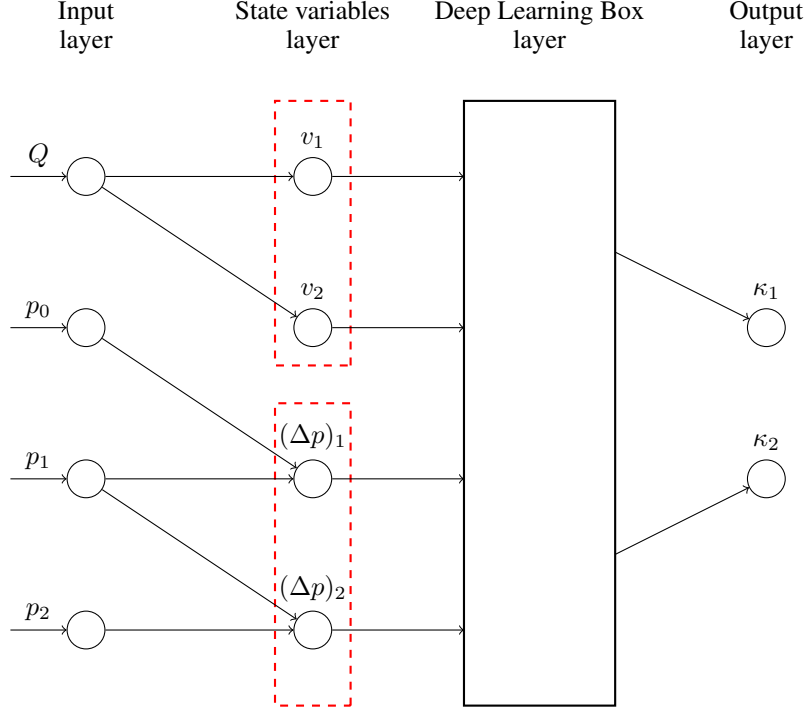 Input layer
State variables layer
Deep Learning Box layer
Output layer
Q
v₁
v₂
p₀
κ₁
(Δp)₁
p₁
κ₂
(Δp)₂
p₂